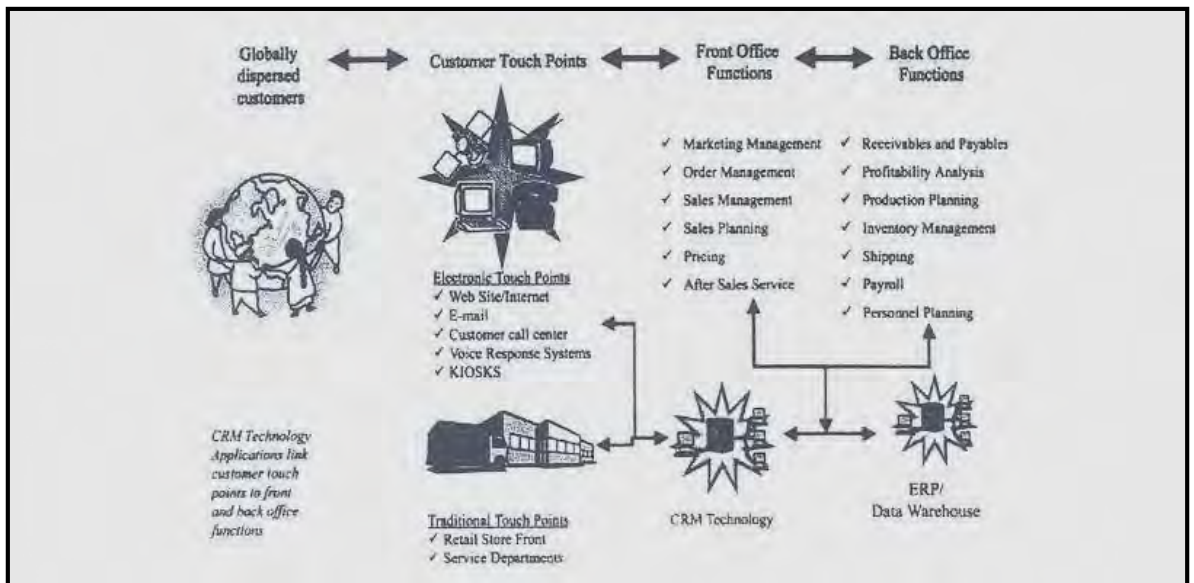 Globally
dispersed
customers
Customer Touch Points
Front Office
Functions
Back Office
Functions
✓ Marketing Management
✓ Order Management
✓ Sales Management
✓ Sales Planning
✓ Pricing
✓ After Sales Service
✓ Receivables and Payables
✓ Profitability Analysis
✓ Production Planning
✓ Inventory Management
✓ Shipping
✓ Payroll
✓ Personnel Planning
Electronic Touch Points
✓ Web Site/Internet
✓ E-mail
✓ Customer call center
✓ Voice Response Systems
✓ KIOSKS
CRM Technology
Applications link
customer touch
points to front
and back office
functions
Traditional Touch Points
✓ Retail Store Front
✓ Service Departments
CRM Technology
ERP/
Data Warehouse